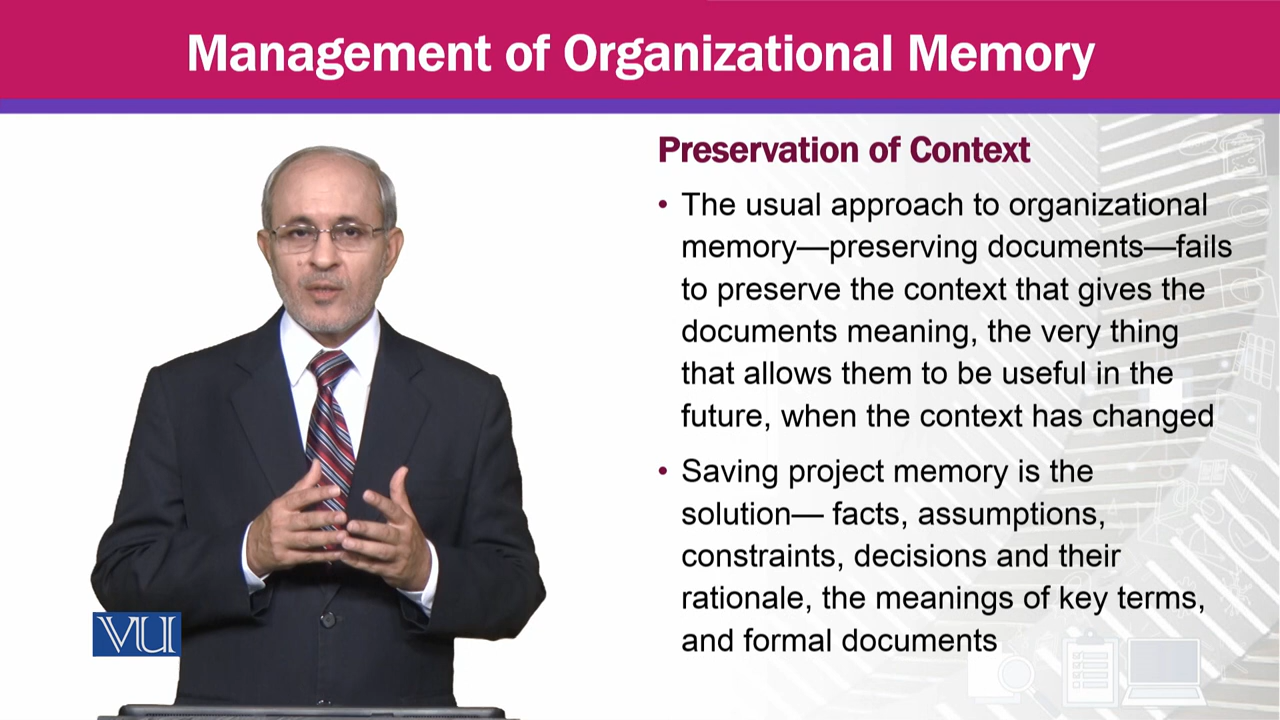 Management of Organizational Memory
Preservation of Context
• The usual approach to organizational
memory—preserving documents—fails
to preserve the context that gives the
documents meaning, the very thing
that allows them to be useful in the
future, when the context has changed
• Saving project memory is the
solution— facts, assumptions,
constraints, decisions and their
rationale, the meanings of key terms,
and formal documents
VU